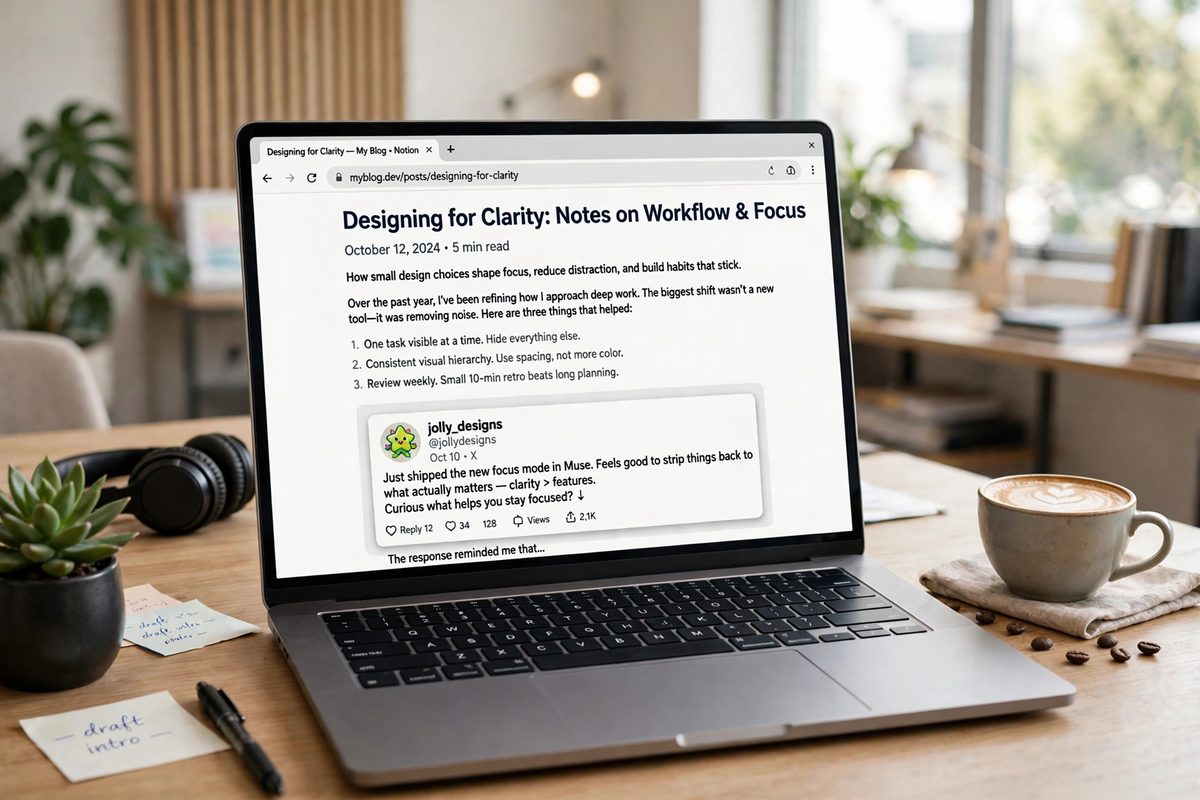 Designing for Clarity — My Blog • Notion
myblog.dev/posts/designing-for-clarity
Designing for Clarity: Notes on Workflow & Focus
October 12, 2024 • 5 min read
How small design choices shape focus, reduce distraction, and build habits that stick.
Over the past year, I've been refining how I approach deep work. The biggest shift wasn't a new
tool—it was removing noise. Here are three things that helped:
1. One task visible at a time. Hide everything else.
2. Consistent visual hierarchy. Use spacing, not more color.
3. Review weekly. Small 10-min retro beats long planning.
jolly_designs
@jollydesigns
Oct 10 • X
Just shipped the new focus mode in Muse. Feels good to strip things back to
what actually matters — clarity > features.
Curious what helps you stay focused? ↓
Reply 12 34 128 Views 2,1K
The response reminded me that...
Q W E R T Y U
A S D
Z X C V B N M
draft
draft
— draft
intro —